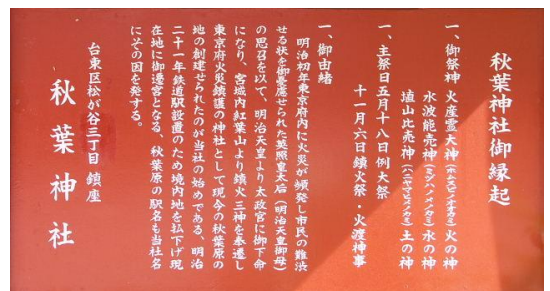 秋葉神社御縁起
一、御祭神 火産霊大神(ホムスビノオオカミ)火の神
水波能売神(ミヅハノメノカミ)水の神
埴山比売神(ハニヤマヒメノカミ)土の神
一、主祭日五月十八日例大祭
十一月六日鎮火祭・火渡神事
一、御由緒
明治初年東京府内に火災が頻発し市民の難渋
せる状を御憂慮せられた英照皇太后(明治天皇御母)
の思召を以て、明治天皇より太政官に御下命
になり、宮城内紅葉山より鎮火三神を奉遷し
東京府火災鎮護の神社として現今の秋葉原の
地の創建せられたのが当社の始めである、明治
二十一年鉄道駅設置のため境内地を払下げ現
在地に御遷宮となる、秋葉原の駅名も当社名
にその因を発する。
台東区松が谷三丁目 鎮座
秋葉神社